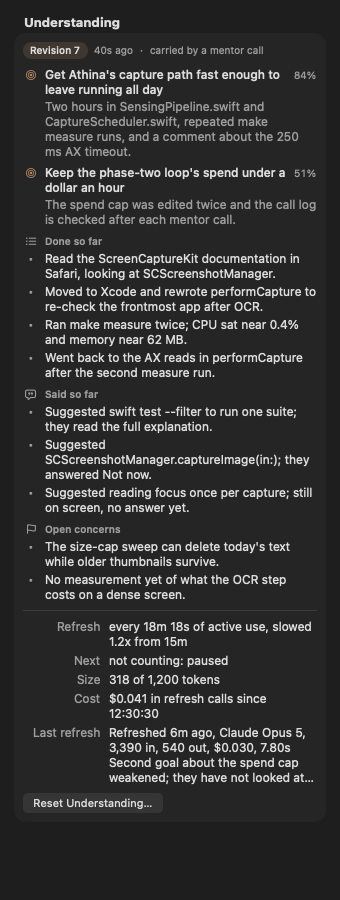 Understanding
Revision 7 40s ago · carried by a mentor call
Get Athina's capture path fast enough to 84%
leave running all day
Two hours in SensingPipeline.swift and
CaptureScheduler.swift, repeated make
measure runs, and a comment about the 250
ms AX timeout.
Keep the phase-two loop's spend under a 51%
dollar an hour
The spend cap was edited twice and the call log
is checked after each mentor call.
Done so far
• Read the ScreenCaptureKit documentation in
Safari, looking at SCScreenshotManager.
• Moved to Xcode and rewrote performCapture to
re-check the frontmost app after OCR.
• Ran make measure twice; CPU sat near 0.4%
and memory near 62 MB.
• Went back to the AX reads in performCapture
after the second measure run.
Said so far
• Suggested swift test --filter to run one suite;
they read the full explanation.
• Suggested
SCScreenshotManager.captureImage(in:); they
answered Not now.
• Suggested reading focus once per capture; still
on screen, no answer yet.
Open concerns
• The size-cap sweep can delete today's text
while older thumbnails survive.
• No measurement yet of what the OCR step
costs on a dense screen.
Refresh every 18m 18s of active use, slowed
1.2x from 15m
Next not counting: paused
Size 318 of 1,200 tokens
Cost $0.041 in refresh calls since
12:30:30
Last refresh Refreshed 6m ago, Claude Opus 5,
3,390 in, 540 out, $0.030, 7.80s
Second goal about the spend cap
weakened; they have not looked at…
Reset Understanding…